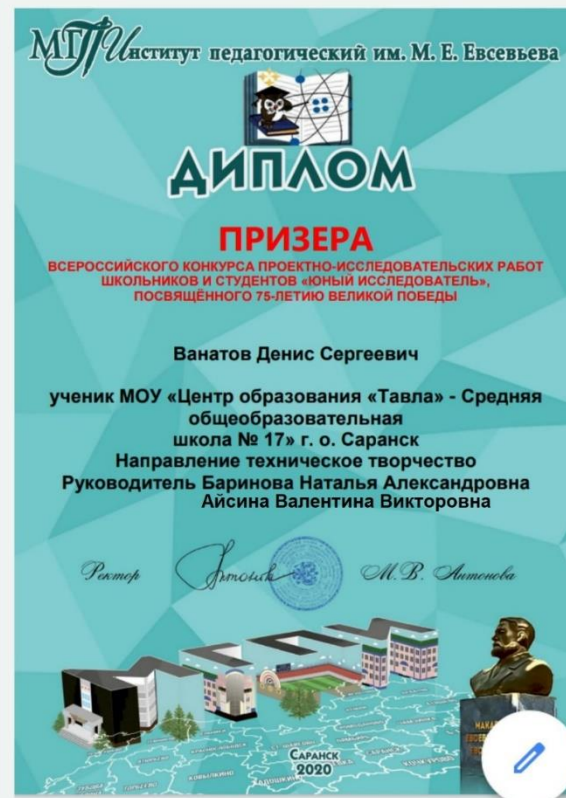 МГПИнститут педагогический им. М. Е. Евсевьева
ДИПЛОМ
ПРИЗЕРА
ВСЕРОССИЙСКОГО КОНКУРСА ПРОЕКТНО-ИССЛЕДОВАТЕЛЬСКИХ РАБОТ
ШКОЛЬНИКОВ И СТУДЕНТОВ «ЮНЫЙ ИССЛЕДОВАТЕЛЬ»,
ПОСВЯЩЁННОГО 75-ЛЕТИЮ ВЕЛИКОЙ ПОБЕДЫ
Ванатов Денис Сергеевич
ученик МОУ «Центр образования «Тавла» - Средняя
общеобразовательная
школа № 17» г. о. Саранск
Направление техническое творчество
Руководитель Баринова Наталья Александровна
Айсина Валентина Викторовна
Ректор
М.В. Антонова
КОВЫЛКИНО
САРАНСК
2020